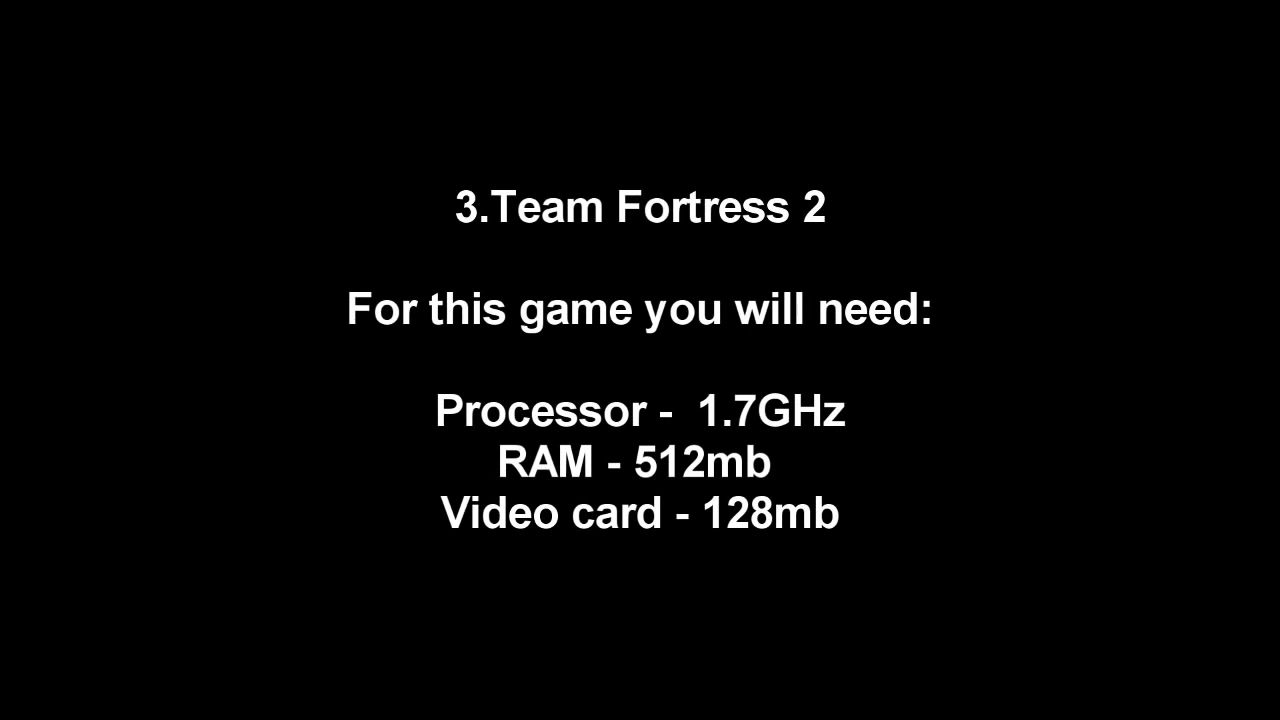 3.Team Fortress 2
For this game you will need:
Processor -  1.7GHz
RAM - 512mb
Video card - 128mb